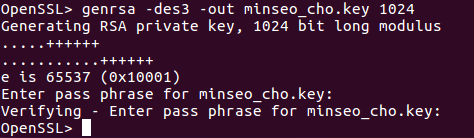 OpenSSL> genrsa -des3 -out minseo_cho.key 1024
Generating RSA private key, 1024 bit long modulus
.....++++++
...........++++++
e is 65537 (0x10001)
Enter pass phrase for minseo_cho.key:
Verifying - Enter pass phrase for minseo_cho.key:
OpenSSL>